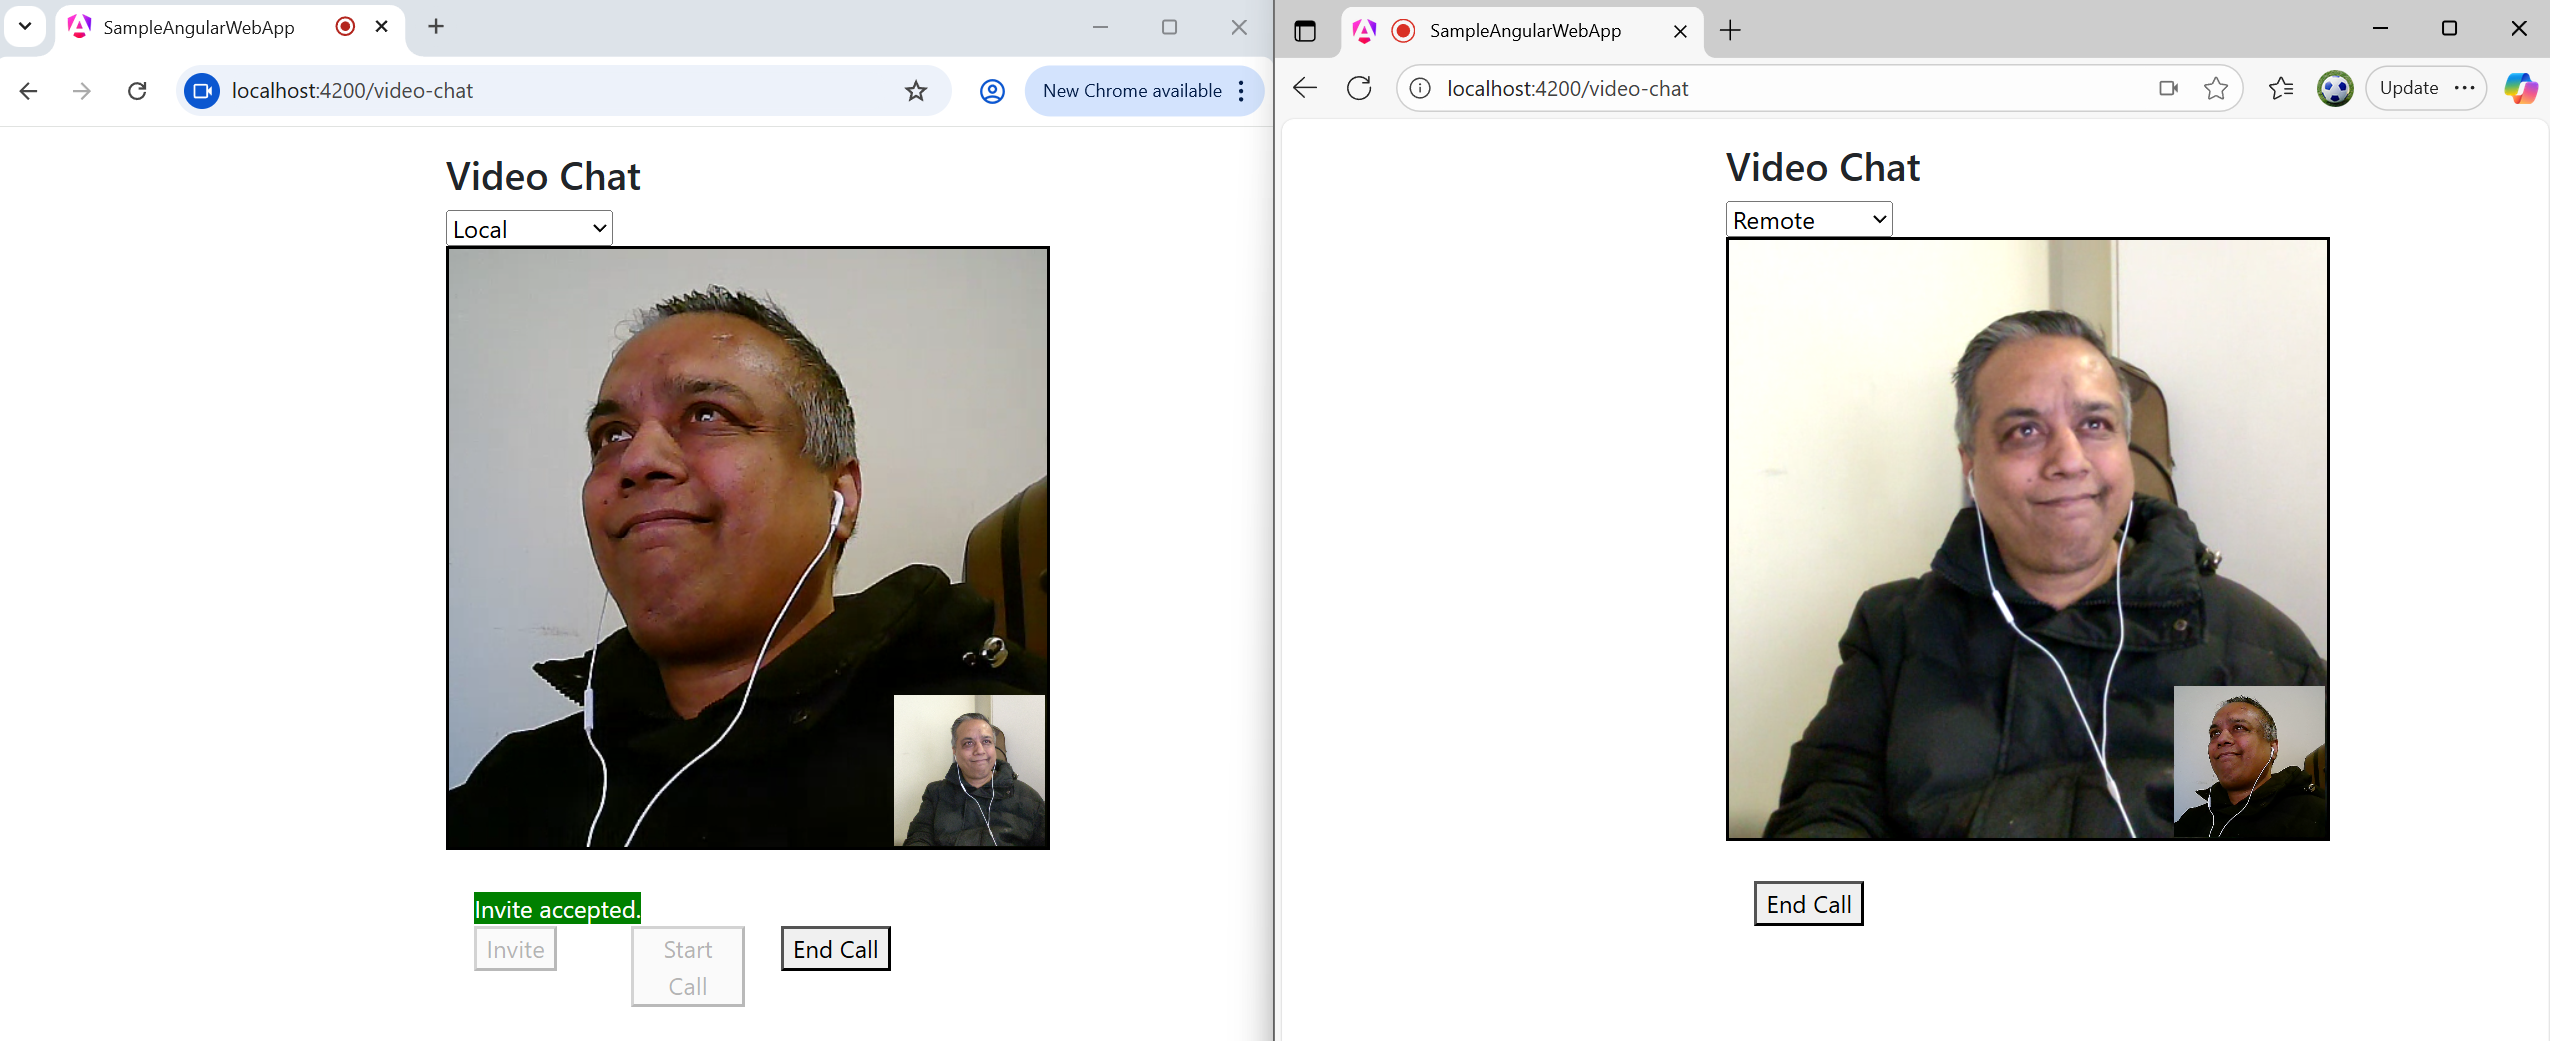 SampleAngularWebApp
localhost:4200/video-chat
New Chrome available
Video Chat
Local
Invite accepted.
Invite
Start
Call
End Call
SampleAngularWebApp
localhost:4200/video-chat
Update
Video Chat
Remote
End Call